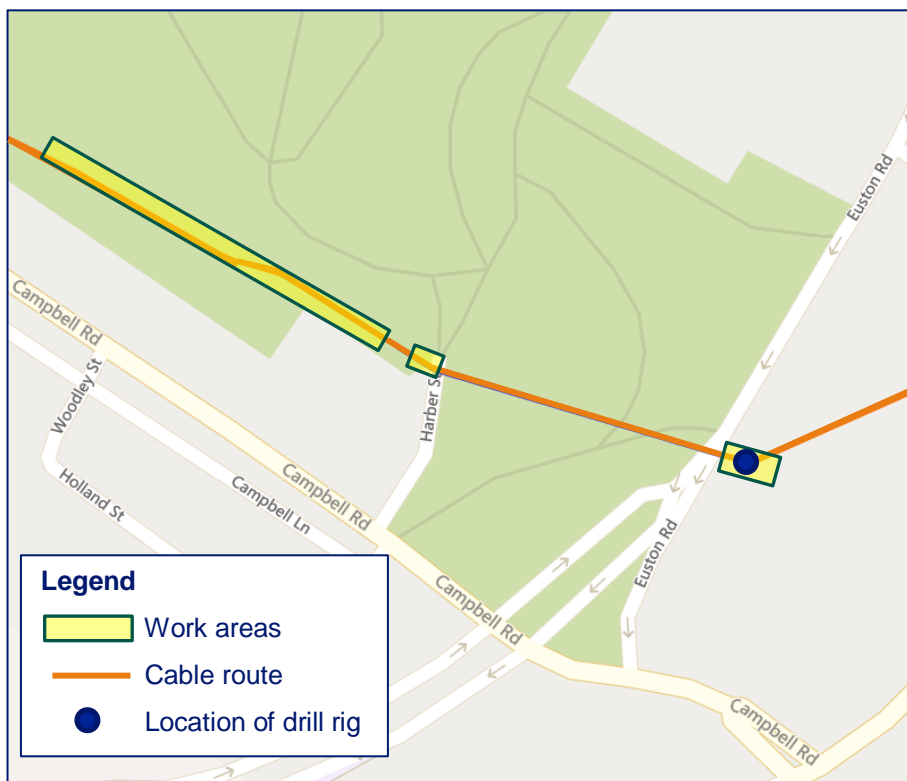 Euston Rd
Campbell Rd
Woodley St
Harber S
Holland St
Campbell Ln
Campbell Rd
Euston Rd
Campbell Rd
Campbell Rd
Legend
Work areas
Cable route
Location of drill rig